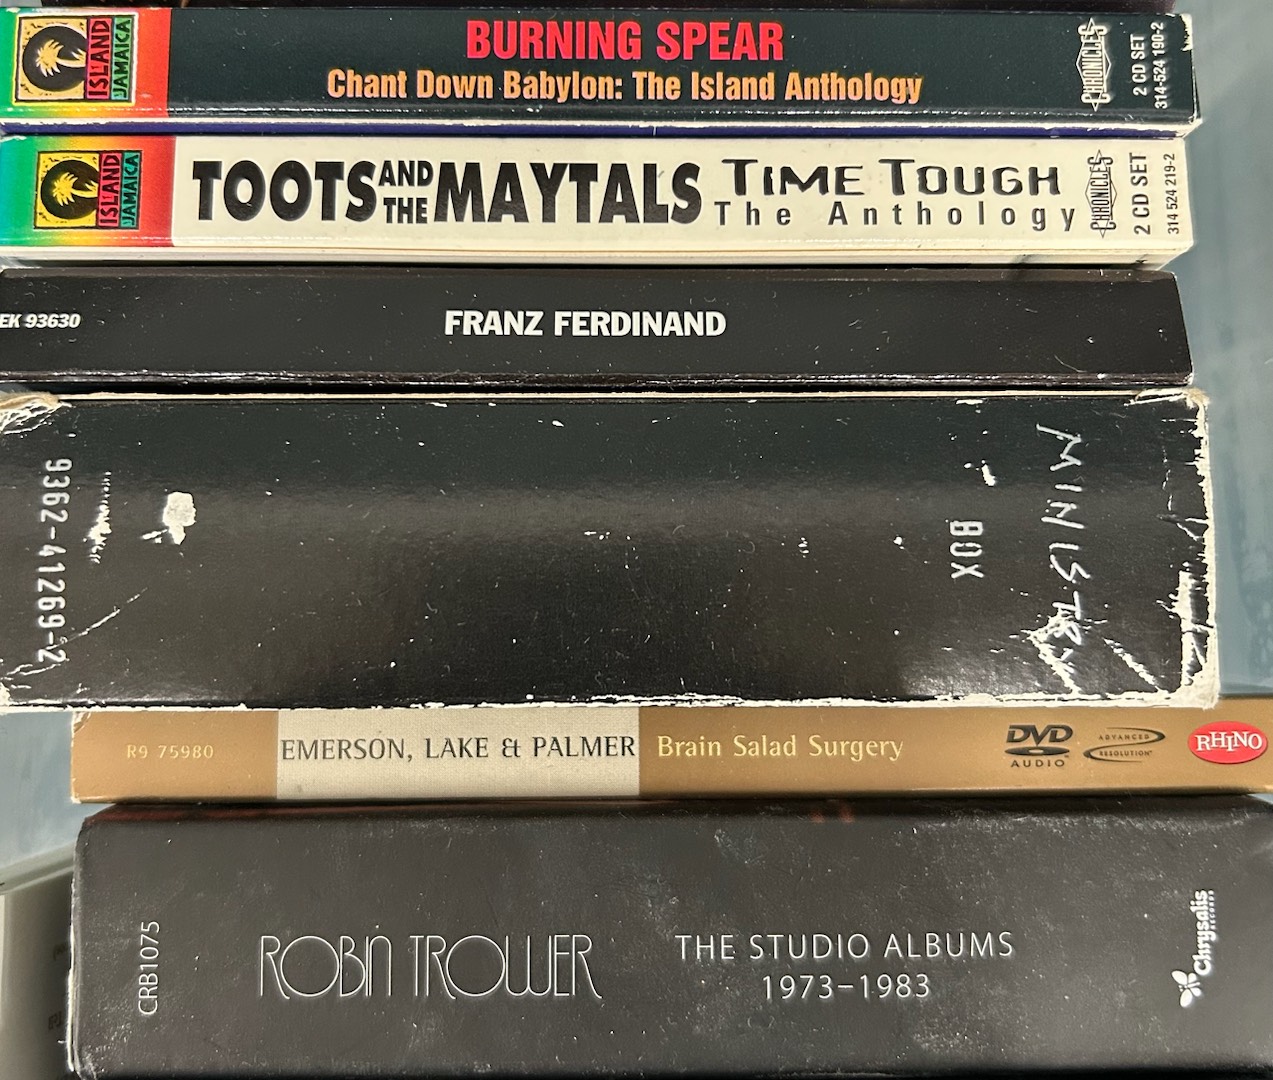 ISLAND
JAMAICA
BURNING SPEAR
Chant Down Babylon: The Island Anthology
CHRONICLES
2 CD SET
314-524 190-2
ISLAND
JAMAICA
TOOTS AND THE MAYTALS
TIME TOUGH
The Anthology
CHRONICLES
2 CD SET
314 524 219-2
EK 93630
FRANZ FERDINAND
9362-41269-2
BOX
MINISTRY
R9 75980
EMERSON, LAKE & PALMER
Brain Salad Surgery
DVD
AUDIO
ADVANCED
RESOLUTION
RHINO
CRB1075
ROBIN TROWER
THE STUDIO ALBUMS
1973–1983
Chrysalis
RECORDS